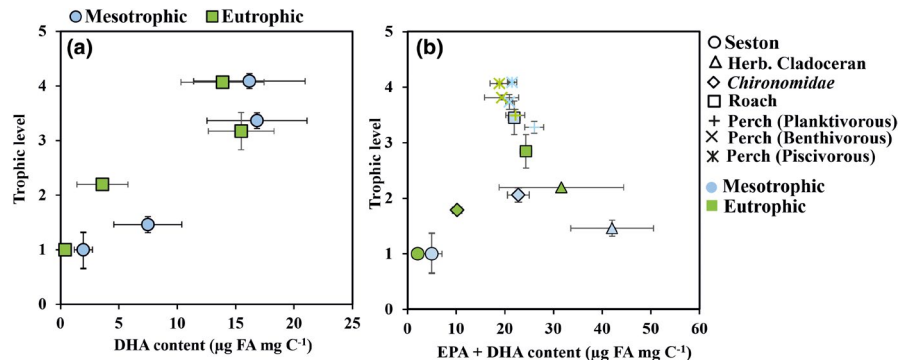 Mesotrophic Eutrophic
(a)
Trophic level
5
4
3
2
1
0
0 5 10 15 20 25
DHA content (µg FA mg C⁻¹)
(b)
Trophic level
5
4
3
2
1
0
0 10 20 30 40 50 60
EPA + DHA content (µg FA mg C⁻¹)
Seston
Herb. Cladoceran
Chironomidae
Roach
Perch (Planktivorous)
Perch (Benthivorous)
Perch (Piscivorous)
Mesotrophic
Eutrophic